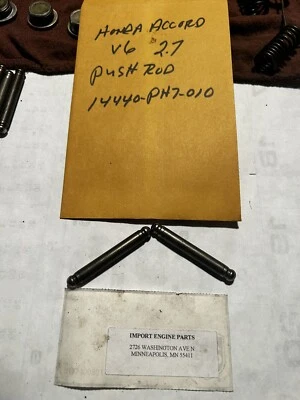 HONDA ACCORD
V6 2.7
PUSH ROD
14440-PH7-010
IMPORT ENGINE PARTS
2726 WASHINGTON AVE.N
MINNEAPOLIS, MN 55411